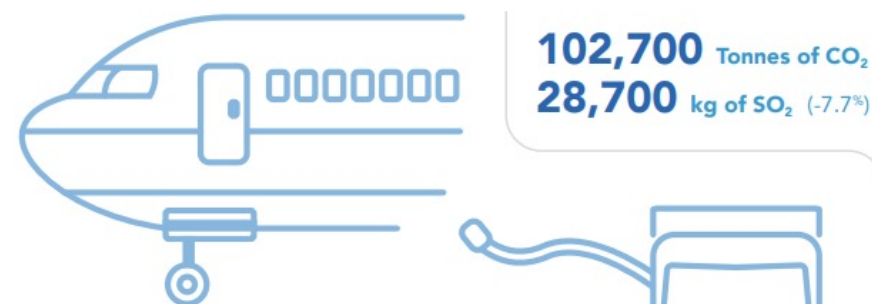 102,700 Tonnes of CO₂
28,700 kg of SO₂ (-7.7%)